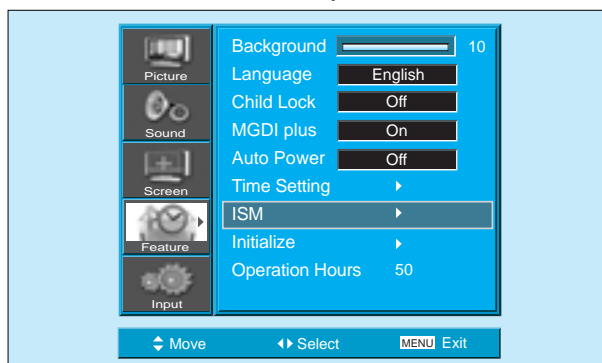 Picture
Sound
Screen
Feature
Input
Background 10
Language English
Child Lock Off
MGDI plus On
Auto Power Off
Time Setting
ISM
Initialize
Operation Hours 50
Move Select MENU Exit